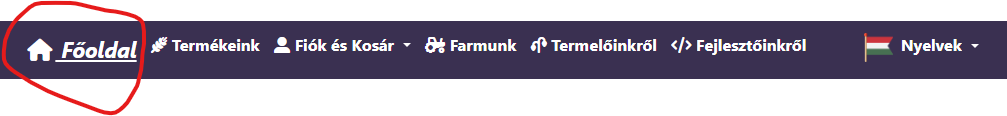 Főoldal Termékeink Fiók és Kosár Farmunk Termelőinkről </> Fejlesztőinkről Nyelvek